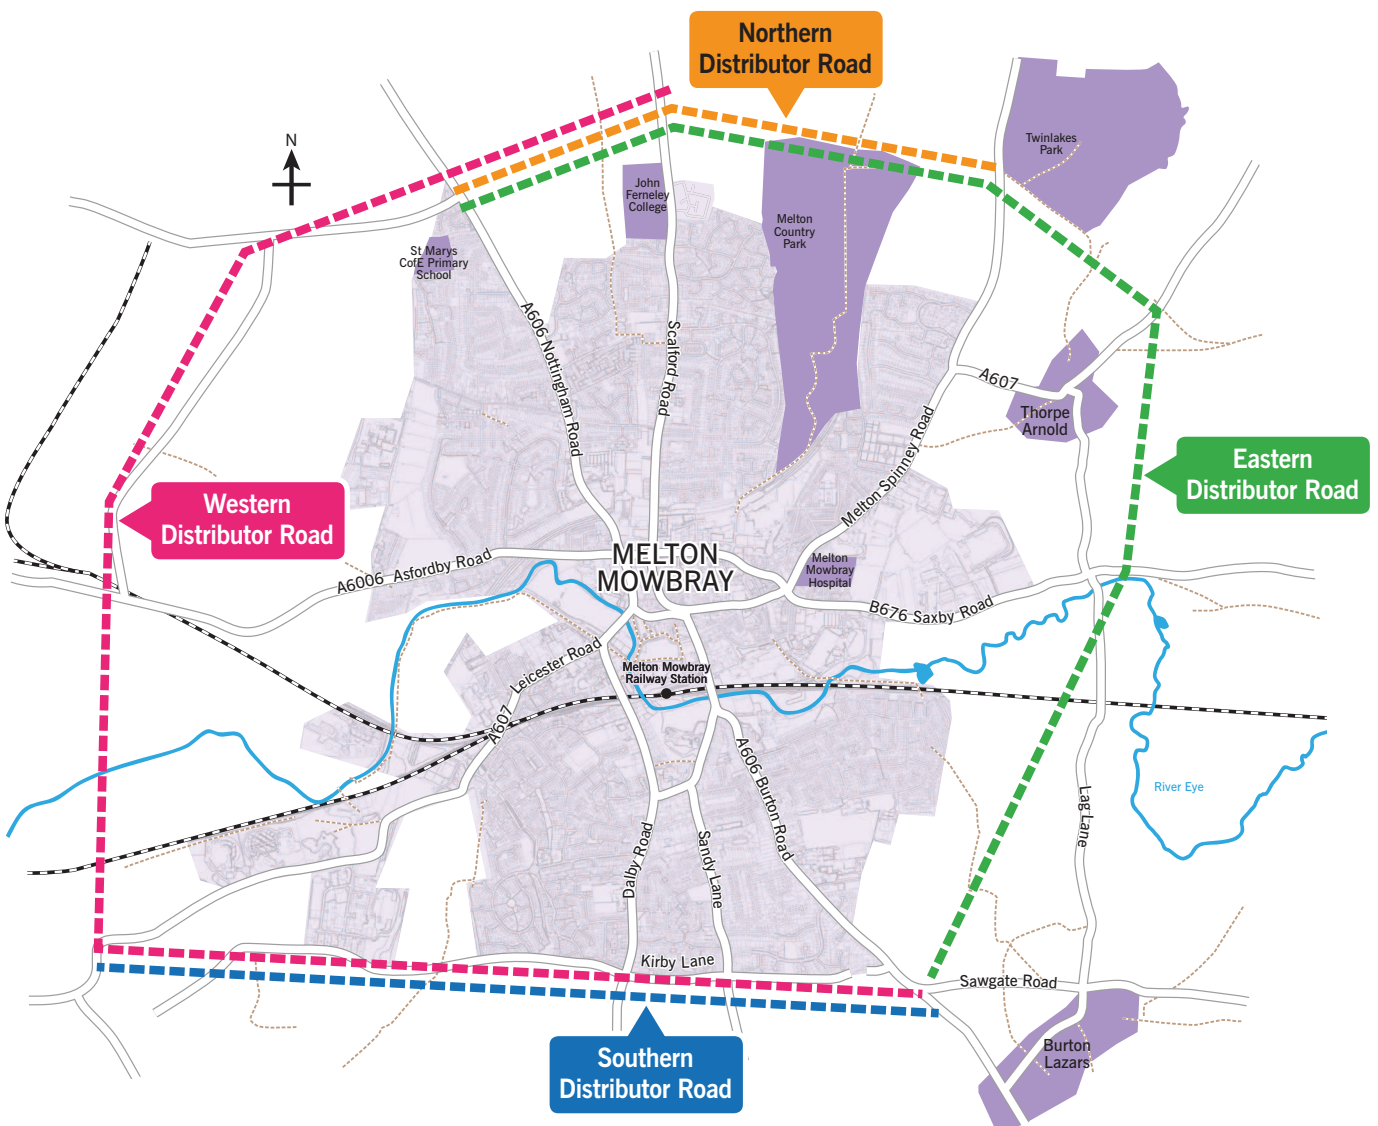 Northern
Distributor Road
N
Twinlakes
Park
John
Ferneley
College
Melton
Country
Park
St Marys
CofE Primary
School
A606 Nottingham Road
Scalford Road
A607
Thorpe
Arnold
Melton Spinney Road
Eastern
Distributor Road
Western
Distributor Road
MELTON
MOWBRAY
A6006 Asfordby Road
Melton
Mowbray
Hospital
B676 Saxby Road
Leicester Road
Melton Mowbray
Railway Station
A607
A606 Burton Road
River Eye
Lag Lane
Dalby Road
Sandy Lane
Kirby Lane
Sawgate Road
Burton
Lazars
Southern
Distributor Road